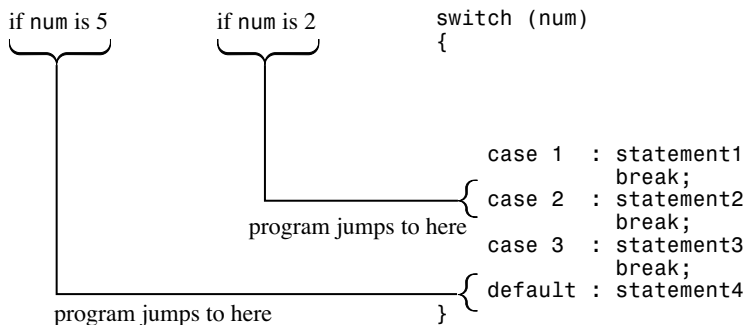 if num is 5
if num is 2
switch (num)
{
case 1 : statement1
break;
case 2 : statement2
break;
program jumps to here
case 3 : statement3
break;
default : statement4
program jumps to here
}